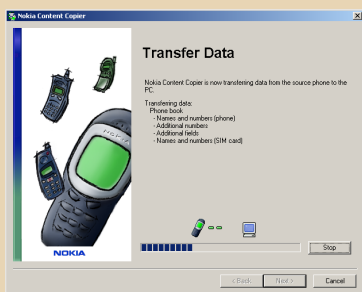 Nokia Content Copier
Transfer Data
Nokia Content Copier is now transferring data from the source phone to the
PC.
Transferring data:
Phone book
- Names and numbers (phone)
- Additional numbers
- Additional fields
- Names and numbers (SIM card)
NOKIA
NOKIA
Stop
< Back
Next >
Cancel